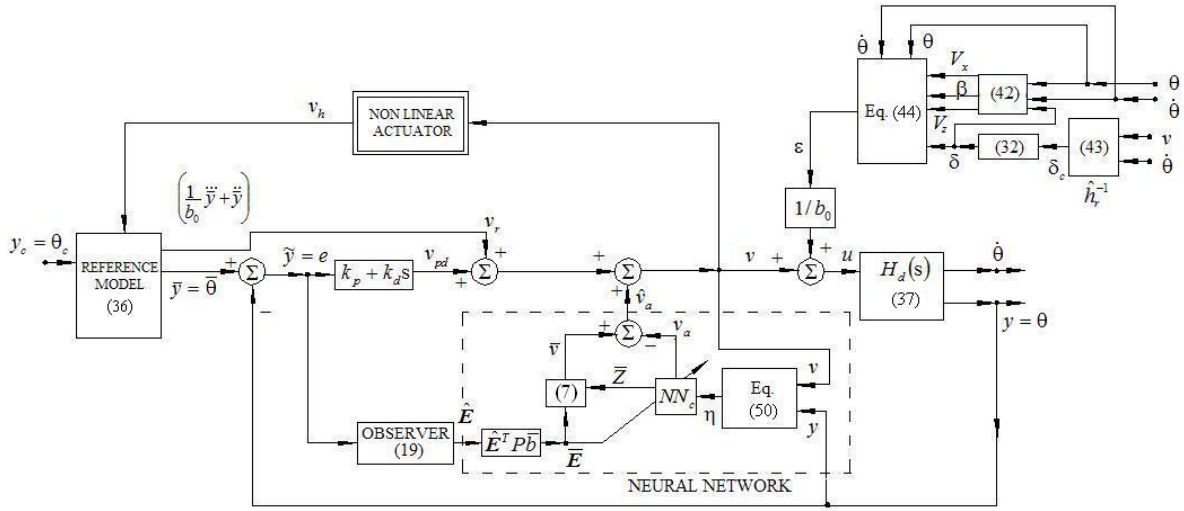 θ̇
θ
V_x
β
V_z
Eq. (44)
(42)
θ
θ̇
(32)
(43)
v
θ̇
δ
δ_c
ĥ_r^{-1}
ε
1/b_0
v_h
NON LINEAR
ACTUATOR
(1/b_0 y̅⃛ + y̅̈)
v_r
y_c = θ_c
REFERENCE
MODEL
(36)
+
Σ
−
y̅ = θ̅
ỹ = e
k_p + k_d s
v_pd
+
+
Σ
+
+
Σ
v̂_a
v
+
+
Σ
u
H_d(s)
(37)
θ̇
y = θ
+
Σ
−
v_a
v̅
(7)
Z̅
NN_c
η
Eq.
(50)
v
y
OBSERVER
(19)
Ê
Ê^T P b̅
E̅
NEURAL NETWORK